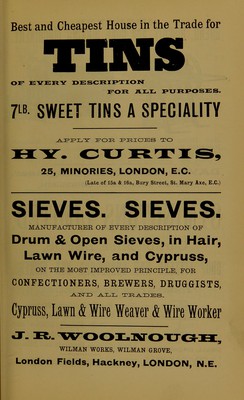 Best and Cheapest House in the Trade for
TINS
OF EVERY DESCRIPTION
FOR ALL PURPOSES.
7LB. SWEET TINS A SPECIALITY
APPLY FOR PRICES TO
HY. CURTIS,
25, MINORIES, LONDON, E.C.
(Late of 15a & 16a, Bury Street, St. Mary Axe, E.C.)
SIEVES. SIEVES.
MANUFACTURER OF EVERY DESCRIPTION OF
Drum & Open Sieves, in Hair,
Lawn Wire, and Cypruss,
ON THE MOST IMPROVED PRINCIPLE, FOR
CONFECTIONERS, BREWERS, DRUGGISTS,
AND ALL TRADES.
Cypruss, Lawn & Wire Weaver & Wire Worker
J. R. WOOLNOUGH,
WILMAN WORKS, WILMAN GROVE,
London Fields, Hackney, LONDON, N.E.